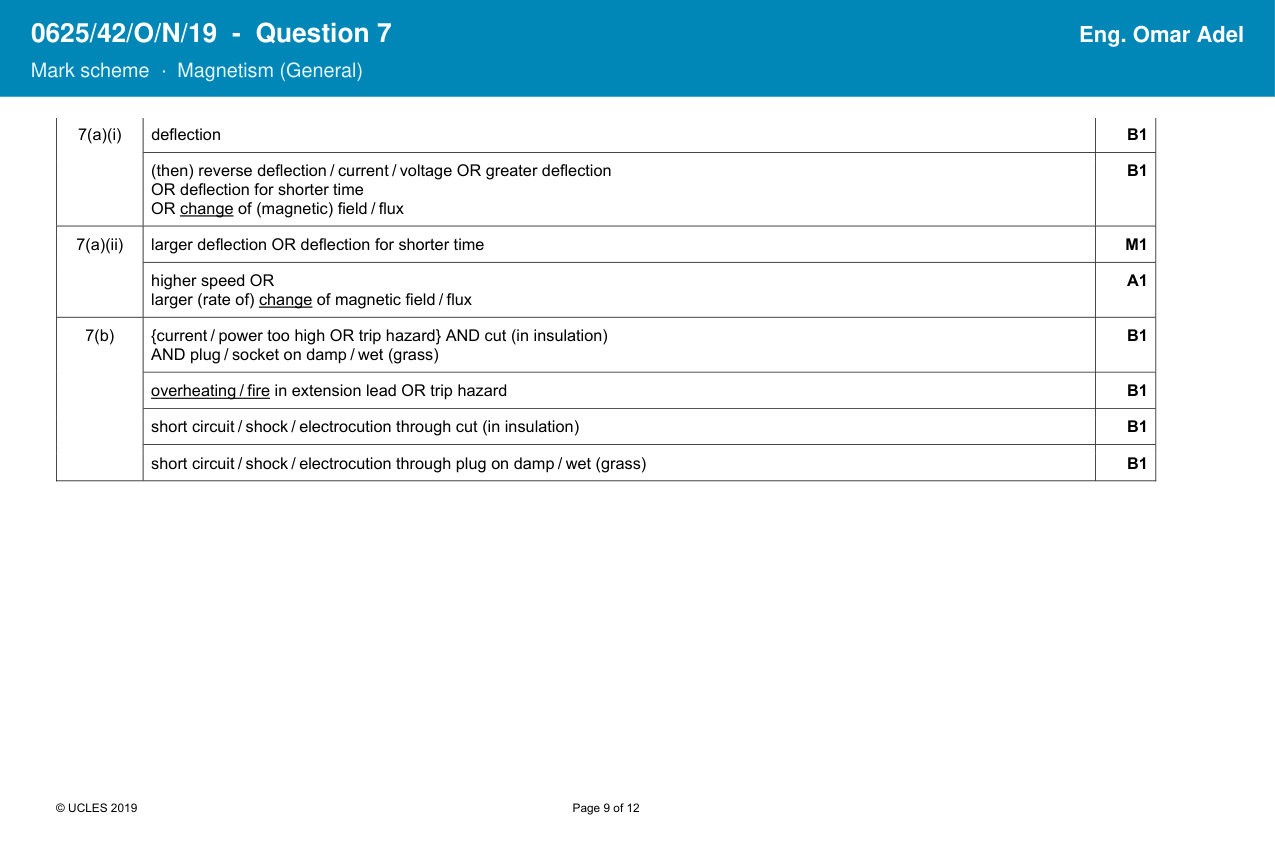 0625/42/O/N/19  -  Question 7
Eng. Omar Adel
Mark scheme  ·  Magnetism (General)
7(a)(i) deflection B1
(then) reverse deflection / current / voltage OR greater deflection B1
OR deflection for shorter time
OR change of (magnetic) field / flux
7(a)(ii) larger deflection OR deflection for shorter time M1
higher speed OR A1
larger (rate of) change of magnetic field / flux
7(b) {current / power too high OR trip hazard} AND cut (in insulation) B1
AND plug / socket on damp / wet (grass)
overheating / fire in extension lead OR trip hazard B1
short circuit / shock / electrocution through cut (in insulation) B1
short circuit / shock / electrocution through plug on damp / wet (grass) B1
© UCLES 2019 Page 9 of 12